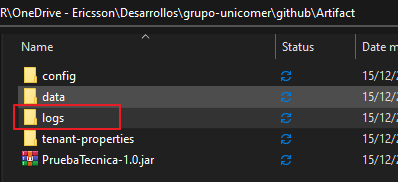 R\OneDrive - Ericsson\Desarrollos\grupo-unicomer\github\Artifact
Name Status Date m
config 15/12/
data 15/12/
logs 15/12/
tenant-properties 15/12/
PruebaTecnica-1.0.jar 15/12/